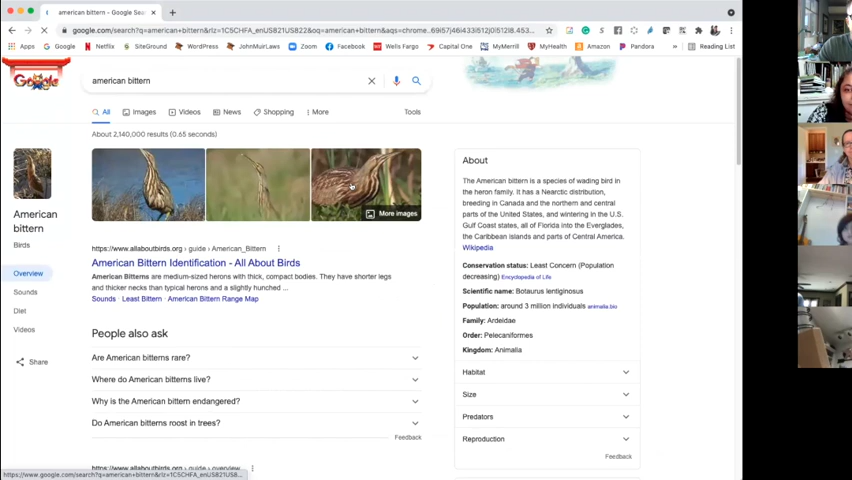 american bittern - Google Sear
google.com/search?q=american+bittern&rlz=1C5CHFA_enUS821US822&oq=american+bittern&aqs=chrome.
Apps Google Netflix SiteGround WordPress JohnMuirLaws Zoom Facebook Wells Fargo Capital One MyMerrill MyHealth Amazon Pandora » Reading List
Google
american bittern
All Images Videos News Shopping More Tools
About 2,140,000 results (0.65 seconds)
More images
American
bittern
Birds
Overview
Sounds
Diet
Videos
Share
https://www.allaboutbirds.org › guide › American_Bittern
American Bittern Identification - All About Birds
American Bitterns are medium-sized herons with thick, compact bodies. They have shorter legs
and thicker necks than typical herons and a slightly hunched ...
Sounds · Least Bittern · American Bittern Range Map
People also ask
Are American bitterns rare?
Where do American bitterns live?
Why is the American bittern endangered?
Do American bitterns roost in trees?
Feedback
https://www.allaboutbirds.org › guide › overview
About
The American bittern is a species of wading bird in
the heron family. It has a Nearctic distribution,
breeding in Canada and the northern and central
parts of the United States, and wintering in the U.S.
Gulf Coast states, all of Florida into the Everglades,
the Caribbean islands and parts of Central America.
Wikipedia
Conservation status: Least Concern (Population
decreasing) Encyclopedia of Life
Scientific name: Botaurus lentiginosus
Population: around 3 million individuals animalia.bio
Family: Ardeidae
Order: Pelecaniformes
Kingdom: Animalia
Habitat
Size
Predators
Reproduction
Feedback
https://www.google.com/search?q=american+bittern&rlz=1C5CHFA_enUS821US8...